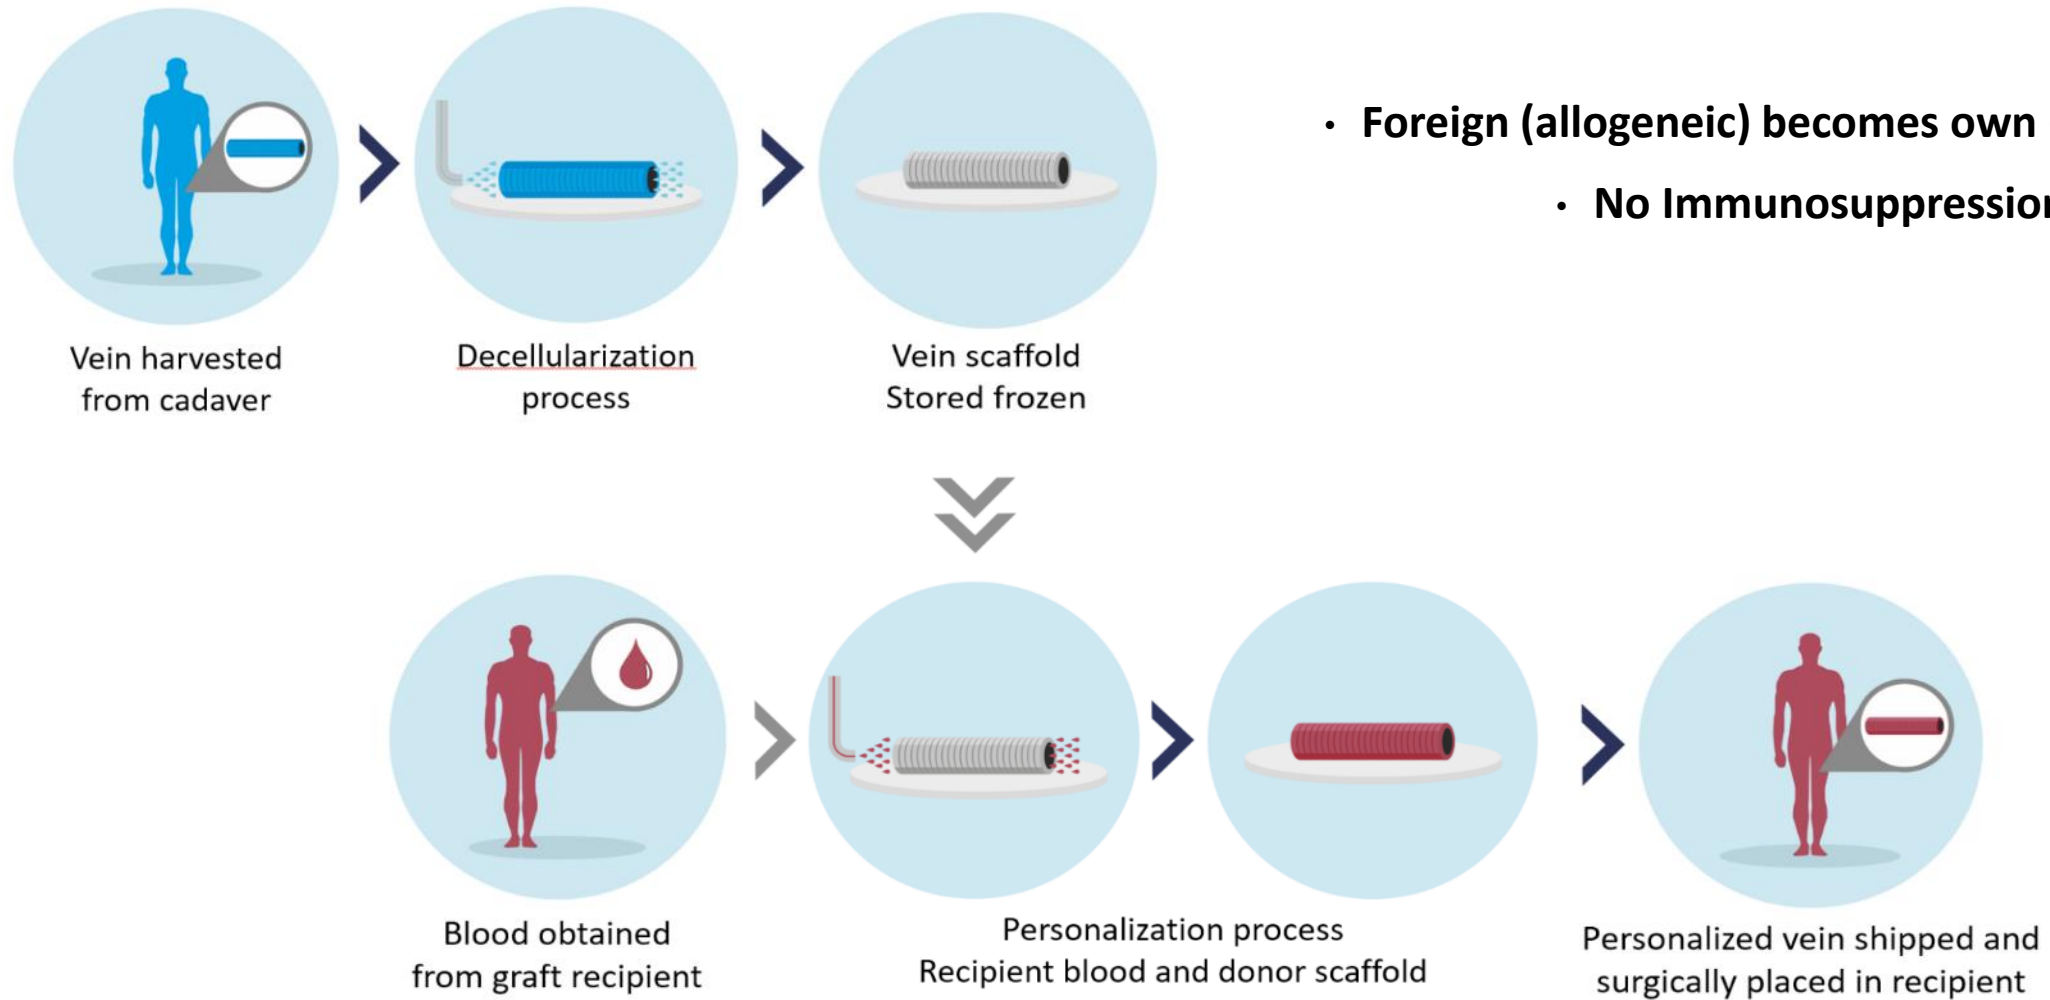 • Foreign (allogeneic) becomes own
• No Immunosuppression
Vein harvested
from cadaver
Decellularization
process
Vein scaffold
Stored frozen
Blood obtained
from graft recipient
Personalization process
Recipient blood and donor scaffold
Personalized vein shipped and
surgically placed in recipient